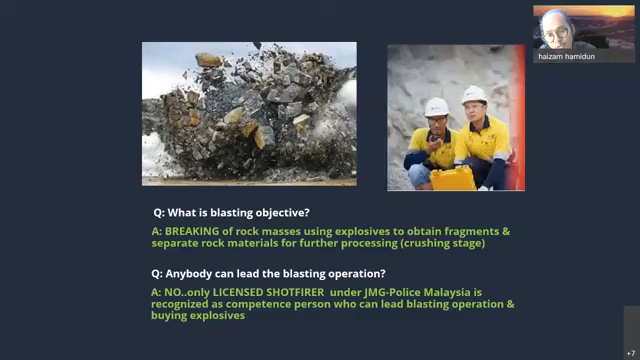 haizam hamidun
Q: What is blasting objective?
A: BREAKING of rock masses using explosives to obtain fragments &
separate rock materials for further processing (crushing stage)
Q: Anybody can lead the blasting operation?
A: NO..only LICENSED SHOTFIRER under JMG-Police Malaysia is
recognized as competence person who can lead blasting operation &
buying explosives
+7